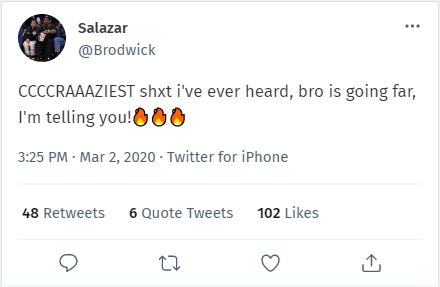 Salazar
@Brodwick
CCCCRAAAZIEST shxt i've ever heard, bro is going far,
I'm telling you!🔥🔥🔥
3:25 PM · Mar 2, 2020 · Twitter for iPhone
48 Retweets 6 Quote Tweets 102 Likes